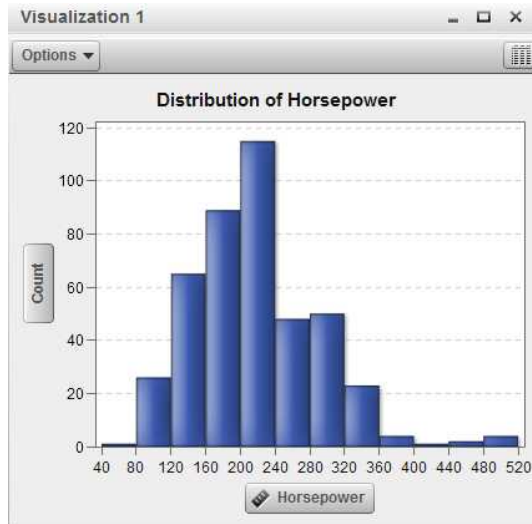 Visualization 1
Options
Distribution of Horsepower
120
100
80
60
40
20
0
Count
40 80 120 160 200 240 280 320 360 400 440 480 520
Horsepower